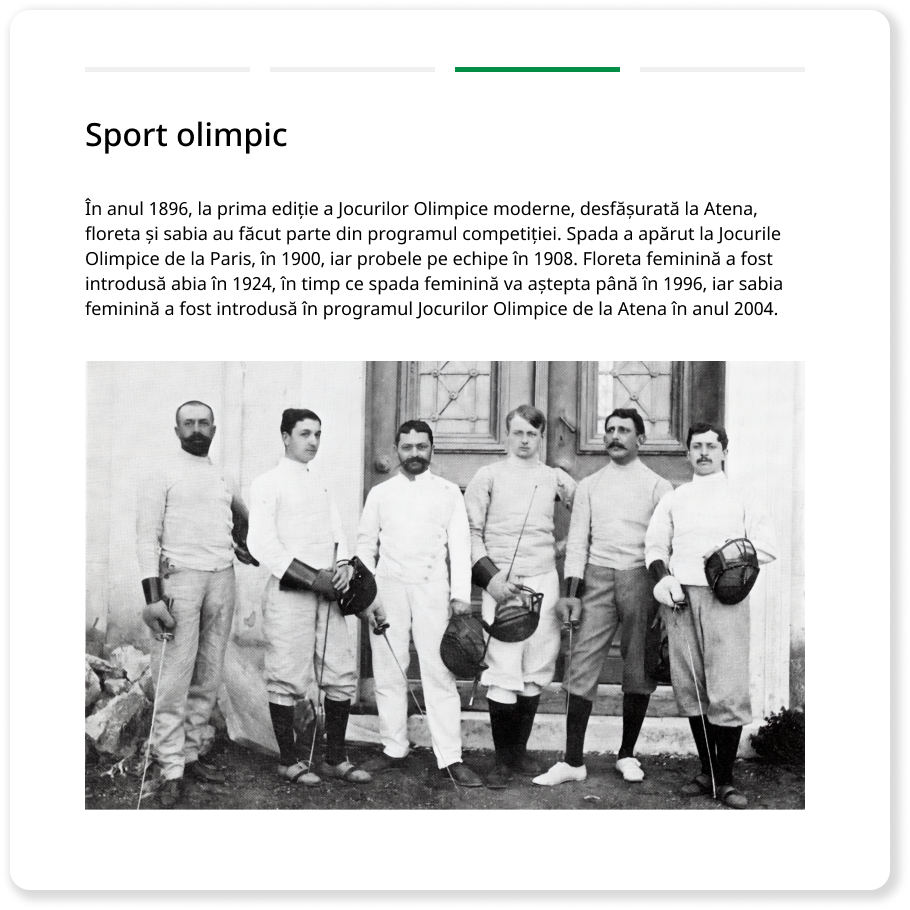 Sport olimpic
În anul 1896, la prima ediție a Jocurilor Olimpice moderne, desfășurată la Atena,
floreta și sabia au făcut parte din programul competiției. Spada a apărut la Jocurile
Olimpice de la Paris, în 1900, iar probele pe echipe în 1908. Floreta feminină a fost
introdusă abia în 1924, în timp ce spada feminină va aștepta până în 1996, iar sabia
feminină a fost introdusă în programul Jocurilor Olimpice de la Atena în anul 2004.